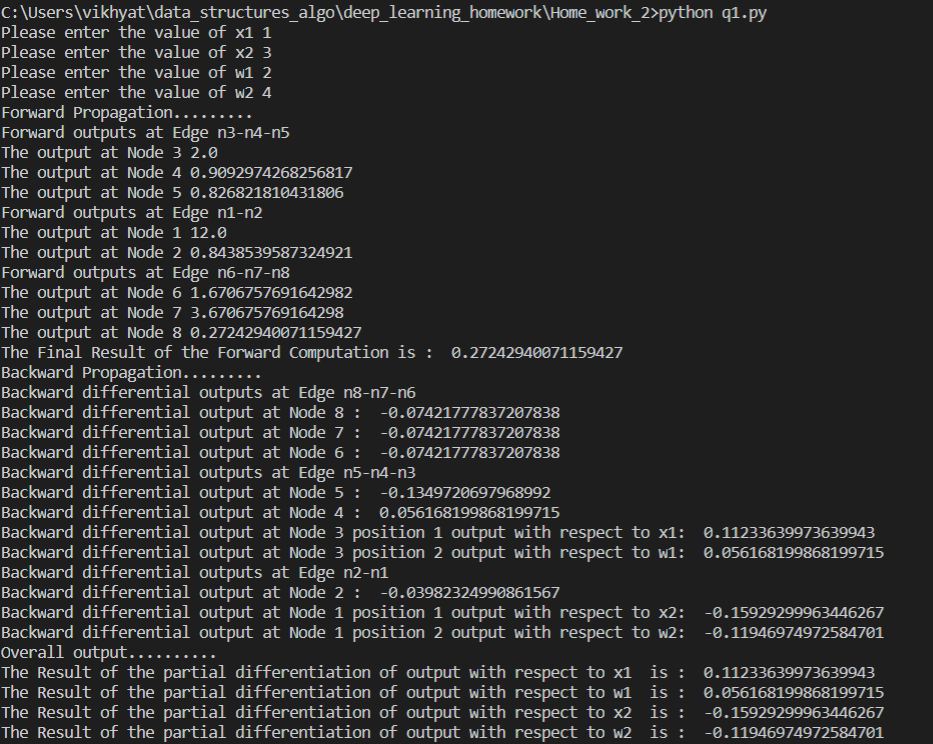 C:\Users\vikhyat\data_structures_algo\deep_learning_homework\Home_work_2>python q1.py
Please enter the value of x1 1
Please enter the value of x2 3
Please enter the value of w1 2
Please enter the value of w2 4
Forward Propagation.........
Forward outputs at Edge n3-n4-n5
The output at Node 3 2.0
The output at Node 4 0.9092974268256817
The output at Node 5 0.826821810431806
Forward outputs at Edge n1-n2
The output at Node 1 12.0
The output at Node 2 0.8438539587324921
Forward outputs at Edge n6-n7-n8
The output at Node 6 1.6706757691642982
The output at Node 7 3.670675769164298
The output at Node 8 0.27242940071159427
The Final Result of the Forward Computation is :  0.27242940071159427
Backward Propagation.........
Backward differential outputs at Edge n8-n7-n6
Backward differential output at Node 8 :  -0.07421777837207838
Backward differential output at Node 7 :  -0.07421777837207838
Backward differential output at Node 6 :  -0.07421777837207838
Backward differential outputs at Edge n5-n4-n3
Backward differential output at Node 5 :  -0.1349720697968992
Backward differential output at Node 4 :  0.056168199868199715
Backward differential output at Node 3 position 1 output with respect to x1:  0.11233639973639943
Backward differential output at Node 3 position 2 output with respect to w1:  0.056168199868199715
Backward differential outputs at Edge n2-n1
Backward differential output at Node 2 :  -0.03982324990861567
Backward differential output at Node 1 position 1 output with respect to x2:  -0.15929299963446267
Backward differential output at Node 1 position 2 output with respect to w2:  -0.11946974972584701
Overall output..........
The Result of the partial differentiation of output with respect to x1  is :  0.11233639973639943
The Result of the partial differentiation of output with respect to w1  is :  0.056168199868199715
The Result of the partial differentiation of output with respect to x2  is :  -0.15929299963446267
The Result of the partial differentiation of output with respect to w2  is :  -0.11946974972584701